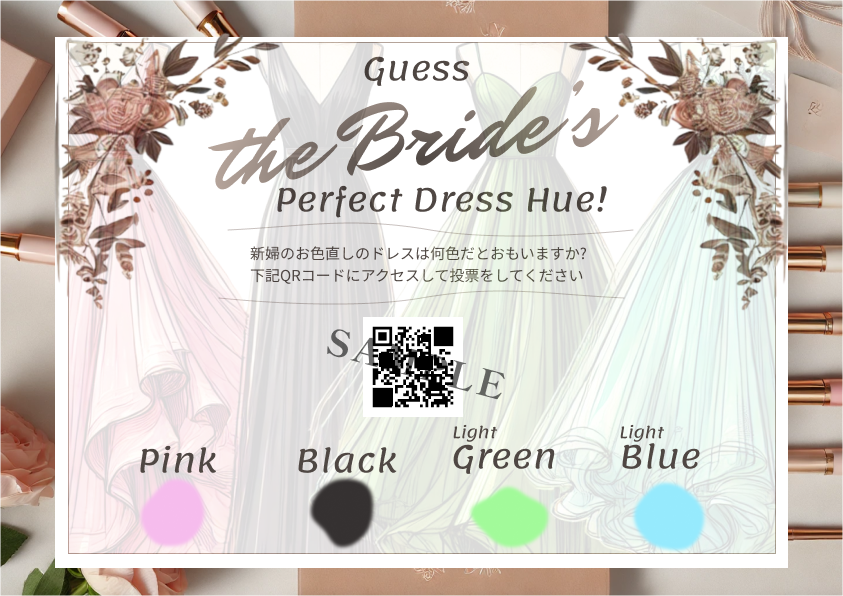 Guess
the Bride's
Perfect Dress Hue!
新婦のお色直しのドレスは何色だとおもいますか?
下記QRコードにアクセスして投票をしてください
SAMPLE
Pink
Black
Light
Green
Light
Blue